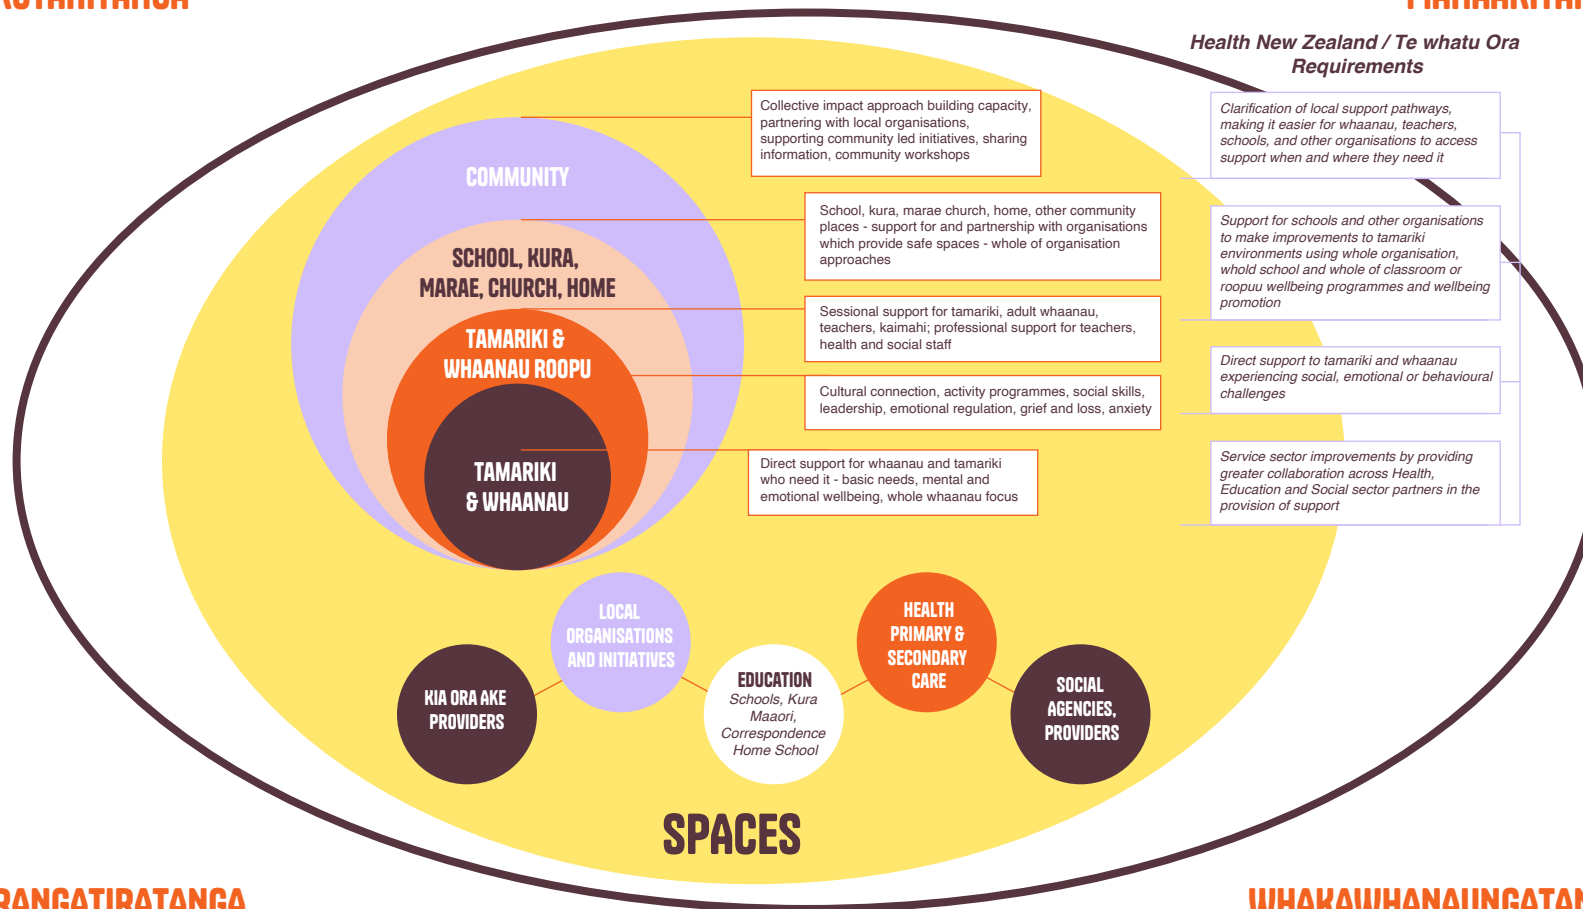 Health New Zealand / Te whatu Ora
Requirements
Collective impact approach building capacity,
partnering with local organisations,
supporting community led initiatives, sharing
information, community workshops
Clarification of local support pathways,
making it easier for whaanau, teachers,
schools, and other organisations to access
support when and where they need it
COMMUNITY
School, kura, marae church, home, other community
places - support for and partnership with organisations
which provide safe spaces - whole of organisation
approaches
Support for schools and other organisations
to make improvements to tamariki
environments using whole organisation,
whold school and whole of classroom or
roopuu wellbeing programmes and wellbeing
promotion
SCHOOL, KURA,
MARAE, CHURCH, HOME
Sessional support for tamariki, adult whaanau,
teachers, kaimahi; professional support for teachers,
health and social staff
TAMARIKI &
WHAANAU ROOPU
Direct support to tamariki and whaanau
experiencing social, emotional or behavioural
challenges
Cultural connection, activity programmes, social skills,
leadership, emotional regulation, grief and loss, anxiety
TAMARIKI
& WHAANAU
Direct support for whaanau and tamariki
who need it - basic needs, mental and
emotional wellbeing, whole whaanau focus
Service sector improvements by providing
greater collaboration across Health,
Education and Social sector partners in the
provision of support
KIA ORA AKE
PROVIDERS
LOCAL
ORGANISATIONS
AND INITIATIVES
EDUCATION
Schools, Kura
Maaori,
Correspondence
Home School
HEALTH
PRIMARY &
SECONDARY
CARE
SOCIAL
AGENCIES,
PROVIDERS
SPACES
RANGATIRATANGA
WHAKAWHANAUNGATAN